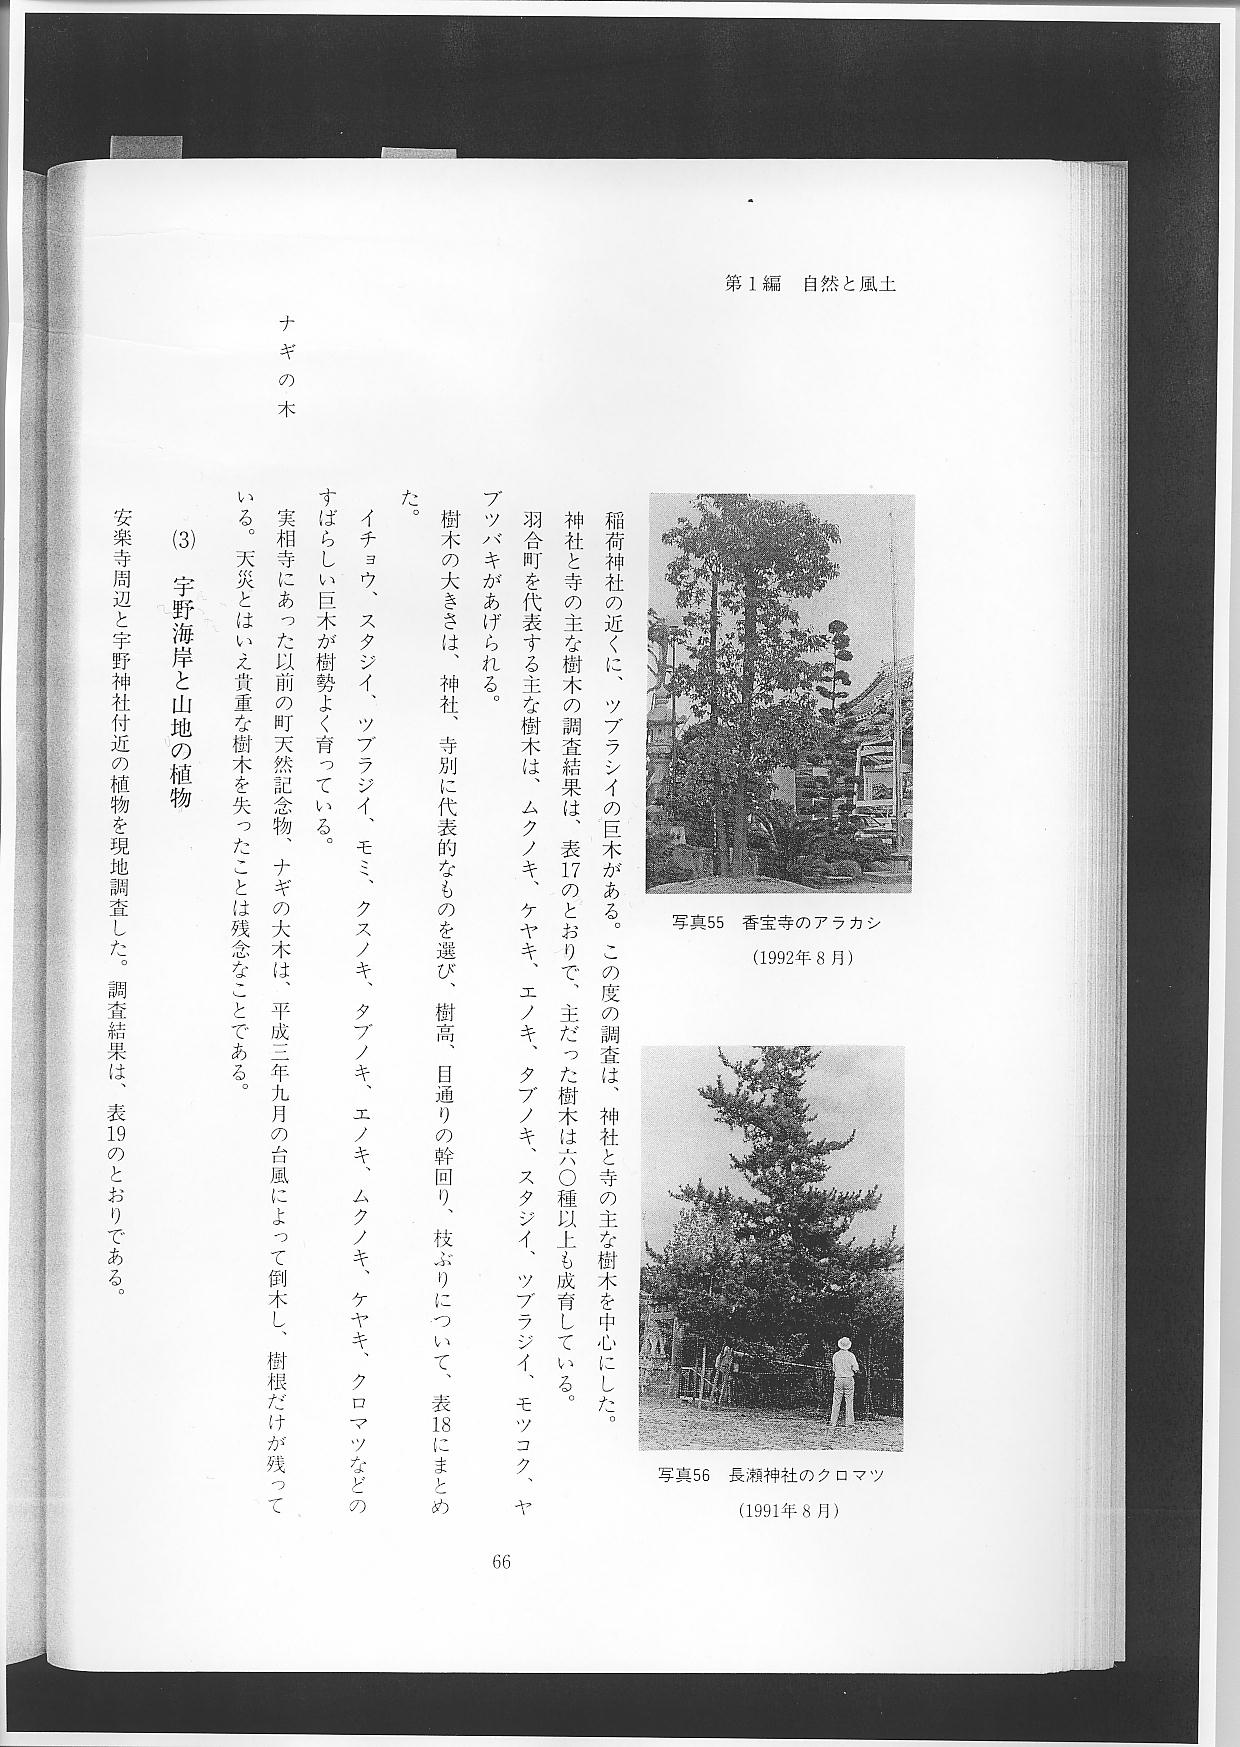 第1編　自然と風土
写真55　香宝寺のアラカシ
(1992年8月)
写真56　長瀬神社のクロマツ
(1991年8月)
稲荷神社の近くに、ツブラシイの巨木がある。この度の調査は、神社と寺の主な樹木を中心にした。
神社と寺の主な樹木の調査結果は、表17のとおりで、主だった樹木は六〇種以上も成育している。
羽合町を代表する主な樹木は、ムクノキ、ケヤキ、エノキ、タブノキ、スタジイ、ツブラジイ、モツコク、ヤ
ブツバキがあげられる。
樹木の大きさは、神社、寺別に代表的なものを選び、樹高、目通りの幹回り、枝ぶりについて、表18にまとめ
た。
イチョウ、スタジイ、ツブラジイ、モミ、クスノキ、タブノキ、エノキ、ムクノキ、ケヤキ、クロマツなどの
すばらしい巨木が樹勢よく育っている。
ナギの木
実相寺にあった以前の町天然記念物、ナギの大木は、平成三年九月の台風によって倒木し、樹根だけが残って
いる。天災とはいえ貴重な樹木を失ったことは残念なことである。
(3)　宇野海岸と山地の植物
安楽寺周辺と宇野神社付近の植物を現地調査した。調査結果は、表19のとおりである。
66